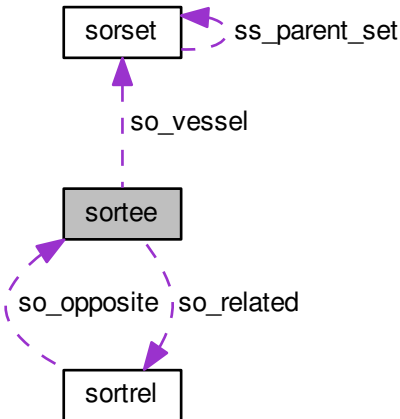 sorset
ss_parent_set
so_vessel
sortee
so_opposite
so_related
sortrel